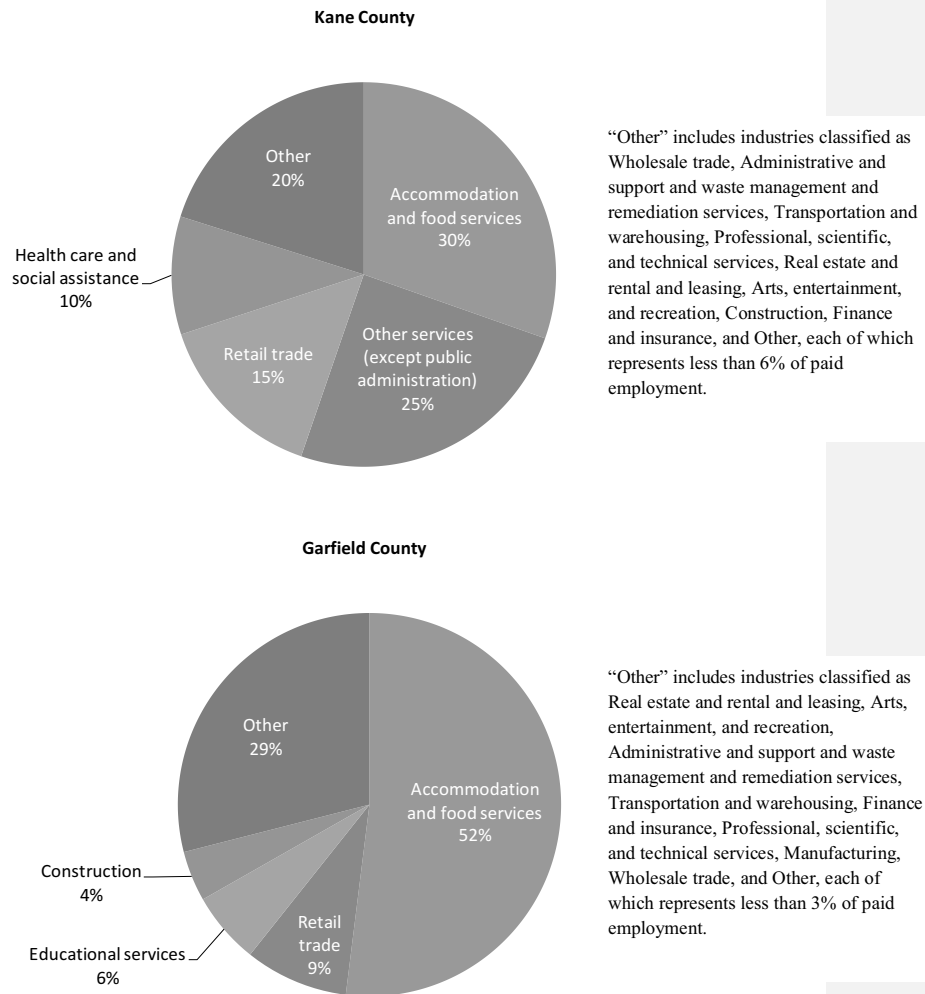 Kane County
Other
20%
Accommodation
and food services
30%
Health care and
social assistance
10%
Retail trade
15%
Other services
(except public
administration)
25%
“Other” includes industries classified as
Wholesale trade, Administrative and
support and waste management and
remediation services, Transportation and
warehousing, Professional, scientific,
and technical services, Real estate and
rental and leasing, Arts, entertainment,
and recreation, Construction, Finance
and insurance, and Other, each of which
represents less than 6% of paid
employment.
Garfield County
Other
29%
Accommodation
and food services
52%
Construction
4%
Educational services
6%
Retail
trade
9%
“Other” includes industries classified as
Real estate and rental and leasing, Arts,
entertainment, and recreation,
Administrative and support and waste
management and remediation services,
Transportation and warehousing, Finance
and insurance, Professional, scientific,
and technical services, Manufacturing,
Wholesale trade, and Other, each of
which represents less than 3% of paid
employment.